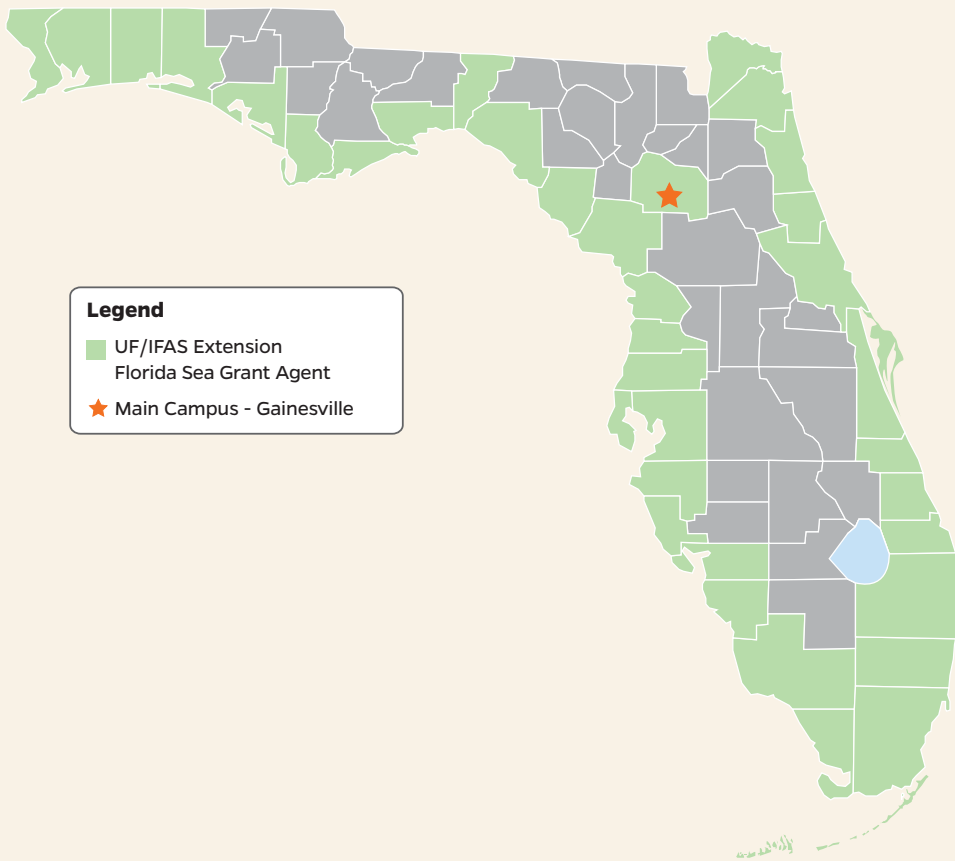 Legend
UF/IFAS Extension
Florida Sea Grant Agent
Main Campus - Gainesville